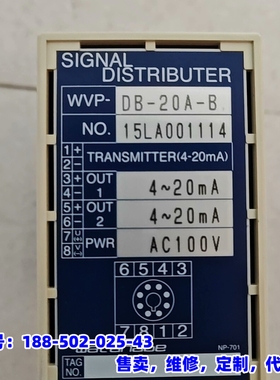 SIGNAL
DISTRIBUTER
WVP- DB-20A-B
NO. 15LA001114
1 + TRANSMITTER(4-20mA)
2 -
3 + OUT 4~20mA
4 - 1
5 + OUT 4~20mA
6 - 2
7 U PWR AC100V
8 V
6 5 4 3
7 8 1 2
NP-701
TAG
NO.
号: 188-502-025-43
售卖，维修，定制，代